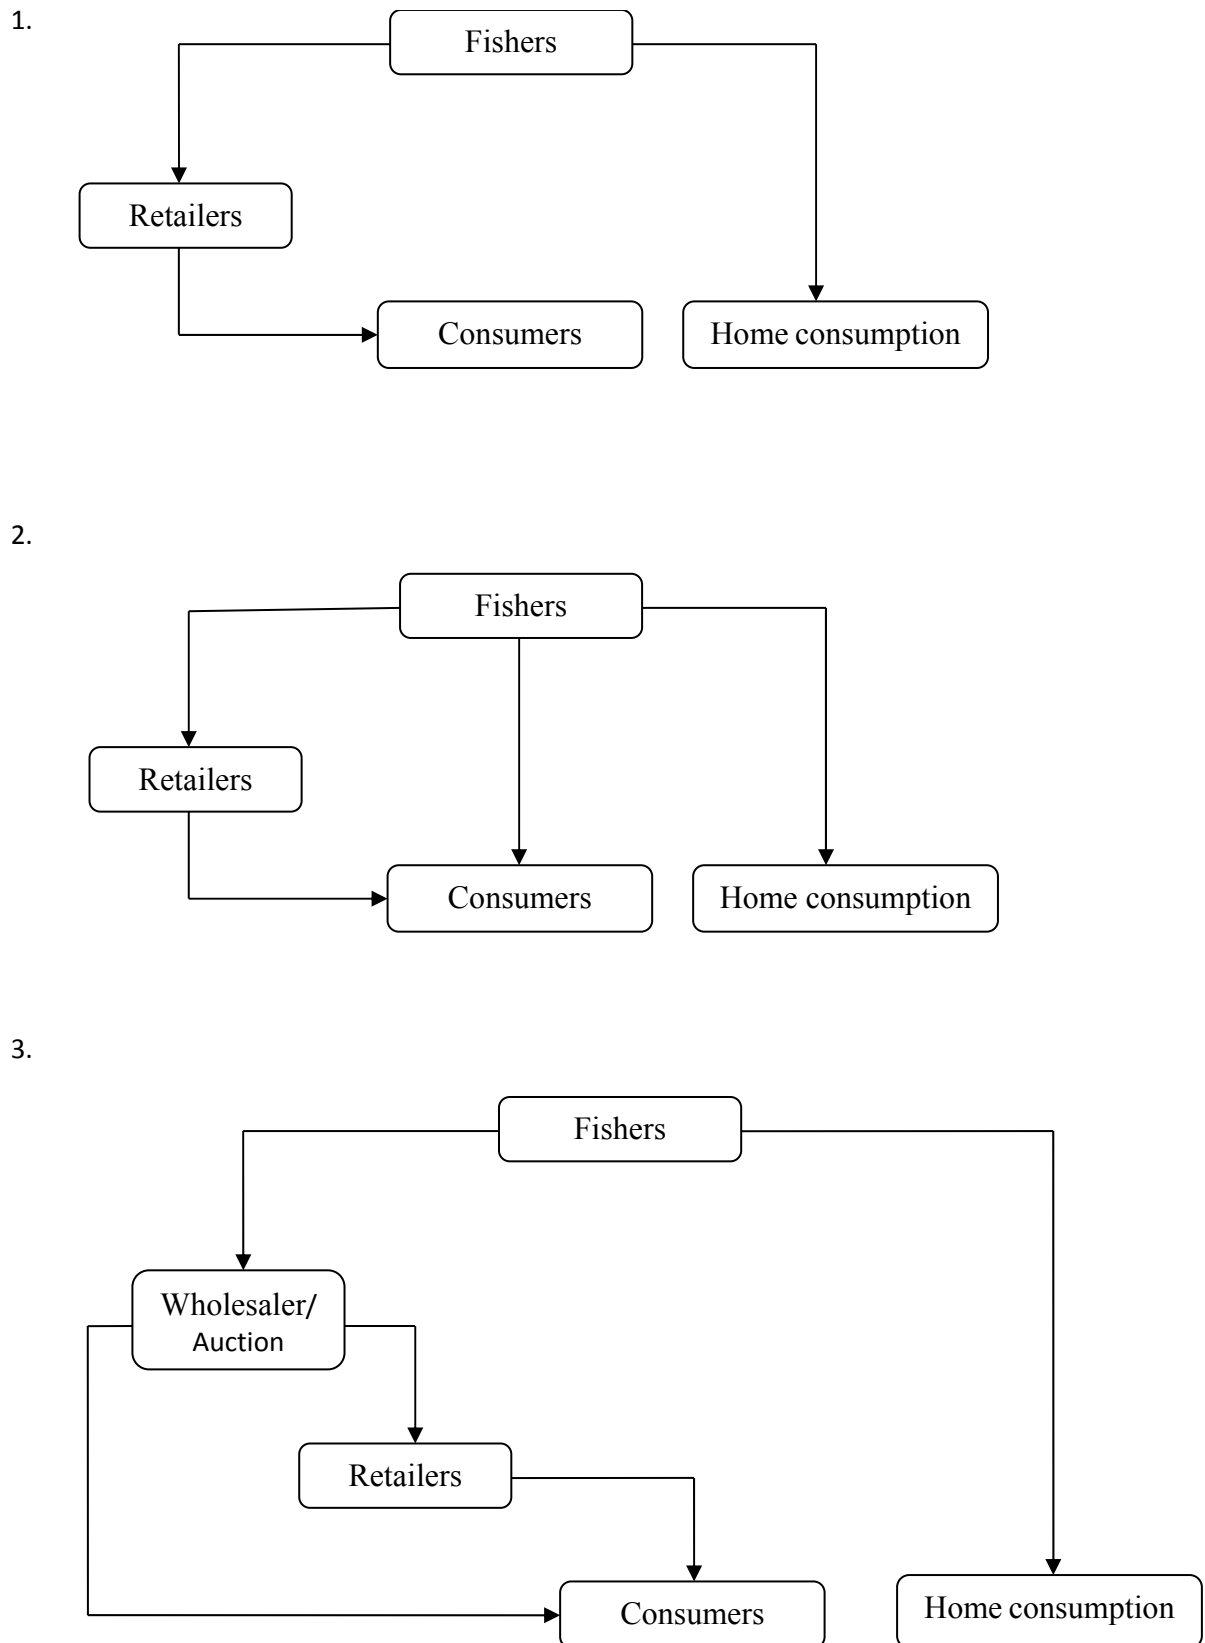 1.
Fishers
Retailers
Consumers
Home consumption
2.
Fishers
Retailers
Consumers
Home consumption
3.
Fishers
Wholesaler/
Auction
Retailers
Consumers
Home consumption